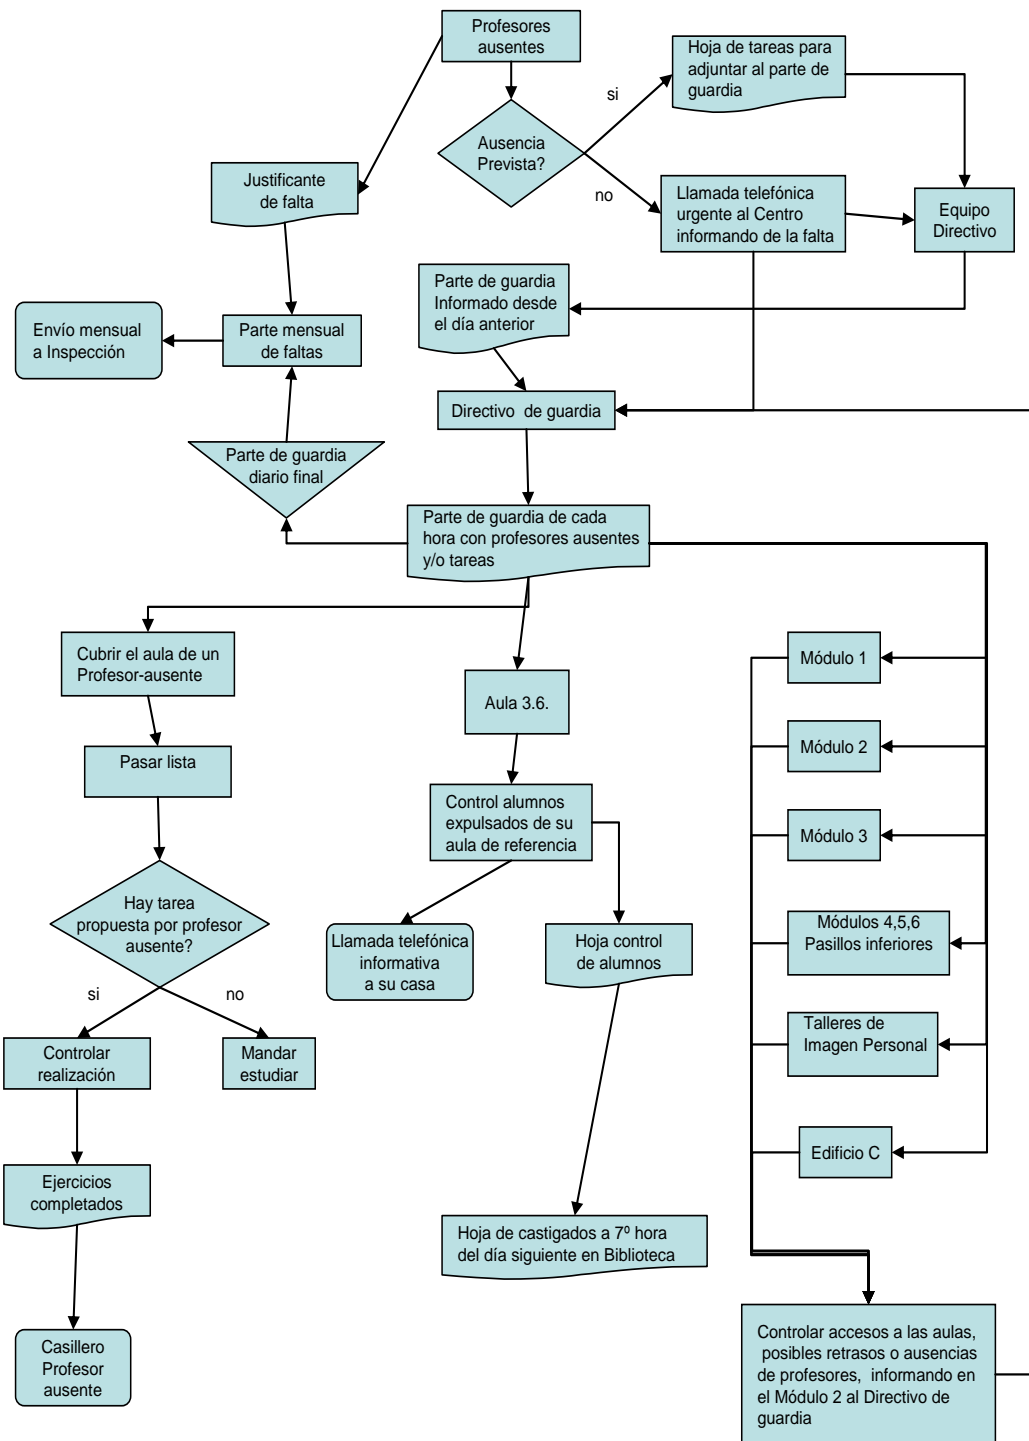 Profesores
ausentes
Hoja de tareas para
adjuntar al parte de
guardia
si
Ausencia
Prevista?
no
Justificante
de falta
Llamada telefónica
urgente al Centro
informando de la falta
Equipo
Directivo
Parte de guardia
Informado desde
el día anterior
Envío mensual
a Inspección
Parte mensual
de faltas
Directivo de guardia
Parte de guardia
diario final
Parte de guardia de cada
hora con profesores ausentes
y/o tareas
Cubrir el aula de un
Profesor-ausente
Aula 3.6.
Módulo 1
Pasar lista
Módulo 2
Control alumnos
expulsados de su
aula de referencia
Módulo 3
Hay tarea
propuesta por profesor
ausente?
Llamada telefónica
informativa
a su casa
Hoja control
de alumnos
Módulos 4,5,6
Pasillos inferiores
si
no
Controlar
realización
Mandar
estudiar
Talleres de
Imagen Personal
Edificio C
Ejercicios
completados
Hoja de castigados a 7º hora
del día siguiente en Biblioteca
Casillero
Profesor
ausente
Controlar accesos a las aulas,
posibles retrasos o ausencias
de profesores, informando en
el Módulo 2 al Directivo de
guardia